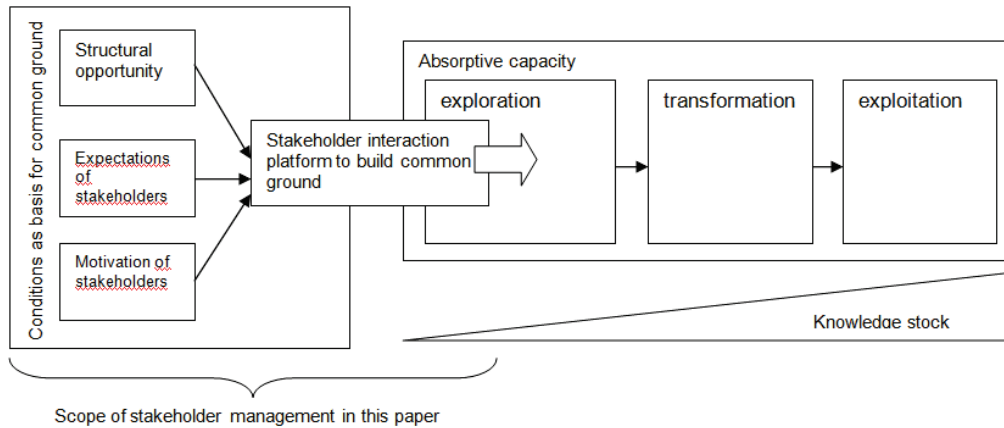 Conditions as basis for common ground
Structural
opportunity
Expectations
of
stakeholders
Motivation of
stakeholders
Stakeholder interaction
platform to build common
ground
Absorptive capacity
exploration
transformation
exploitation
Knowledge stock
Scope of stakeholder management in this paper